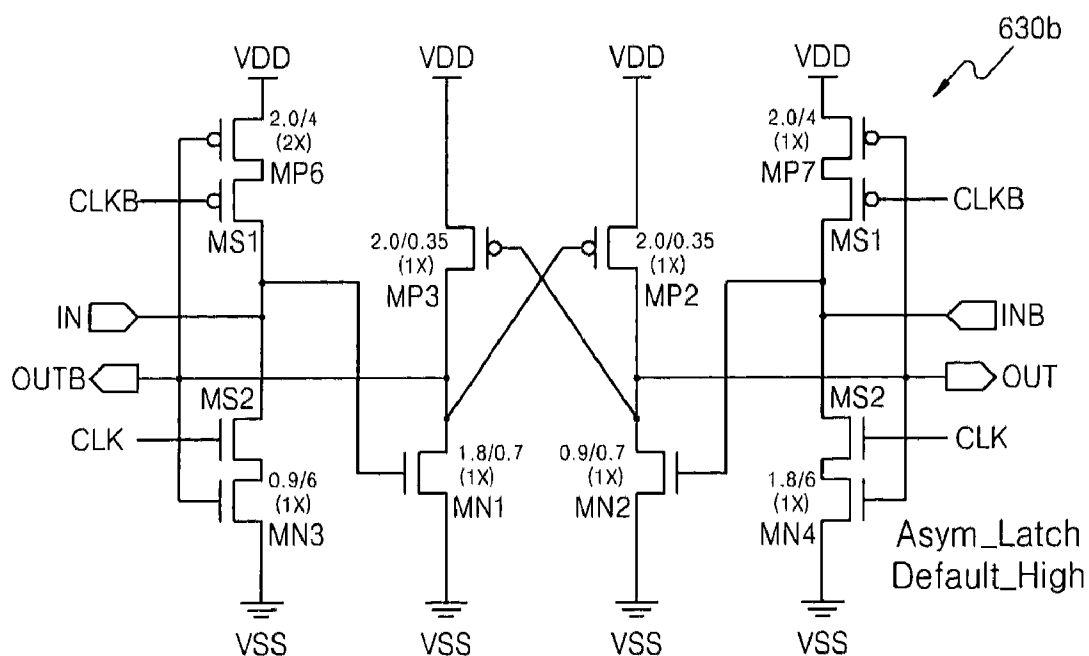 630b
VDD
VDD
VDD
VDD
2.0/4
(2X)
MP6
2.0/4
(1X)
MP7
CLKB
MS1
MS1
CLKB
2.0/0.35
(1X)
MP3
2.0/0.35
(1X)
MP2
IN
INB
OUTB
OUT
MS2
MS2
CLK
CLK
0.9/6
(1X)
MN3
1.8/0.7
(1X)
MN1
0.9/0.7
(1X)
MN2
1.8/6
(1X)
MN4
Asym_Latch
Default_High
VSS
VSS
VSS
VSS